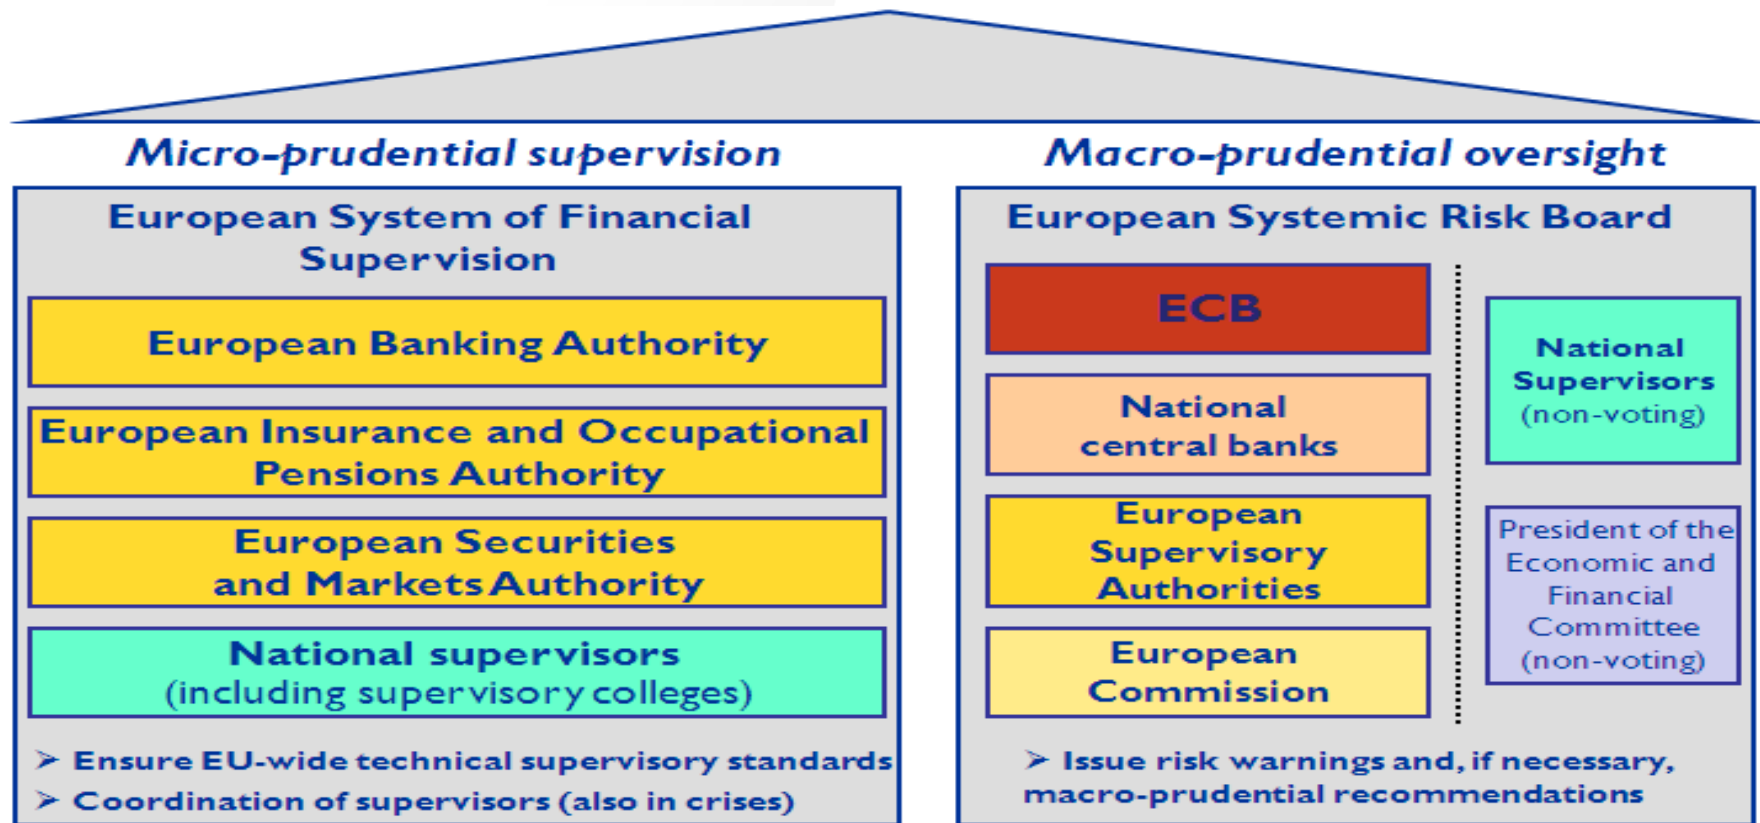 Micro-prudential supervision
European System of Financial
Supervision
European Banking Authority
European Insurance and Occupational
Pensions Authority
European Securities
and Markets Authority
National supervisors
(including supervisory colleges)
➢ Ensure EU-wide technical supervisory standards
➢ Coordination of supervisors (also in crises)
Macro-prudential oversight
European Systemic Risk Board
ECB
National
central banks
European
Supervisory
Authorities
European
Commission
National
Supervisors
(non-voting)
President of the
Economic and
Financial
Committee
(non-voting)
➢ Issue risk warnings and, if necessary,
macro-prudential recommendations